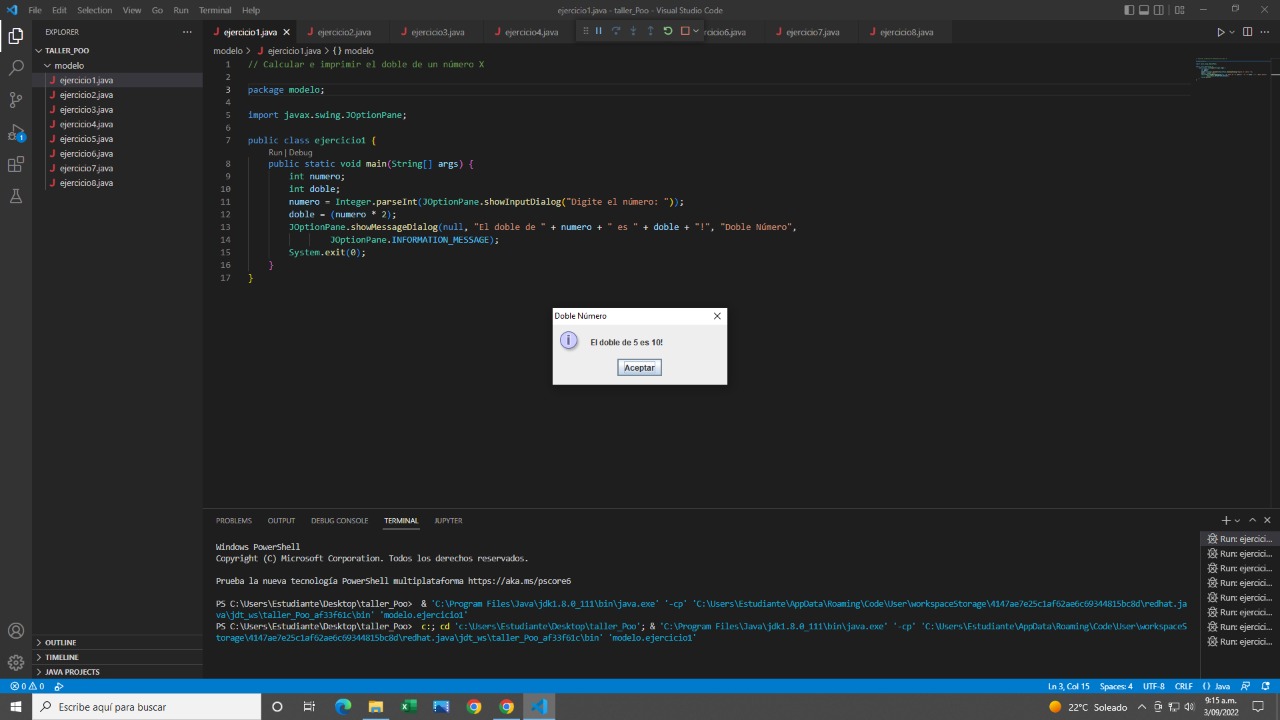 File Edit Selection View Go Run Terminal Help
ejercicio1.java - taller_Poo - Visual Studio Code
EXPLORER
ejercicio1.java ejercicio2.java ejercicio3.java ejercicio4.java rcio6.java ejercicio7.java ejercicio8.java
TALLER_POO
modelo > ejercicio1.java > {} modelo
modelo
ejercicio1.java
ejercicio2.java
ejercicio3.java
ejercicio4.java
ejercicio5.java
ejercicio6.java
ejercicio7.java
ejercicio8.java
1 // Calcular e imprimir el doble de un número X
2
3 package modelo;
4
5 import javax.swing.JOptionPane;
6
7 public class ejercicio1 {
Run | Debug
8 public static void main(String[] args) {
9 int numero;
10 int doble;
11 numero = Integer.parseInt(JOptionPane.showInputDialog("Digite el número: "));
12 doble = (numero * 2);
13 JOptionPane.showMessageDialog(null, "El doble de " + numero + " es " + doble + "!", "Doble Número",
14 JOptionPane.INFORMATION_MESSAGE);
15 System.exit(0);
16 }
17 }
Doble Número
El doble de 5 es 10!
Aceptar
PROBLEMS OUTPUT DEBUG CONSOLE TERMINAL JUPYTER
Windows PowerShell
Copyright (C) Microsoft Corporation. Todos los derechos reservados.
Prueba la nueva tecnología PowerShell multiplataforma https://aka.ms/pscore6
PS C:\Users\Estudiante\Desktop\taller_Poo> & 'C:\Program Files\Java\jdk1.8.0_111\bin\java.exe' '-cp' 'C:\Users\Estudiante\AppData\Roaming\Code\User\workspaceStorage\4147ae7e25c1af62ae6c69344815bc8d\redhat.ja
va\jdt_ws\taller_Poo_af33f61c\bin' 'modelo.ejercicio1'
PS C:\Users\Estudiante\Desktop\taller_Poo> c:; cd 'c:\Users\Estudiante\Desktop\taller_Poo'; & 'C:\Program Files\Java\jdk1.8.0_111\bin\java.exe' '-cp' 'C:\Users\Estudiante\AppData\Roaming\Code\User\workspaceS
torage\4147ae7e25c1af62ae6c69344815bc8d\redhat.java\jdt_ws\taller_Poo_af33f61c\bin' 'modelo.ejercicio1'
Run: ejercici...
Run: ejercici...
Run: ejercici...
Run: ejercici...
Run: ejercici...
Run: ejercici...
Run: ejercici...
Run: ejercici...
OUTLINE
TIMELINE
JAVA PROJECTS
0 0 Ln 3, Col 15 Spaces: 4 UTF-8 CRLF {} Java
Escribe aquí para buscar
22°C Soleado
9:15 a.m.
3/09/2022